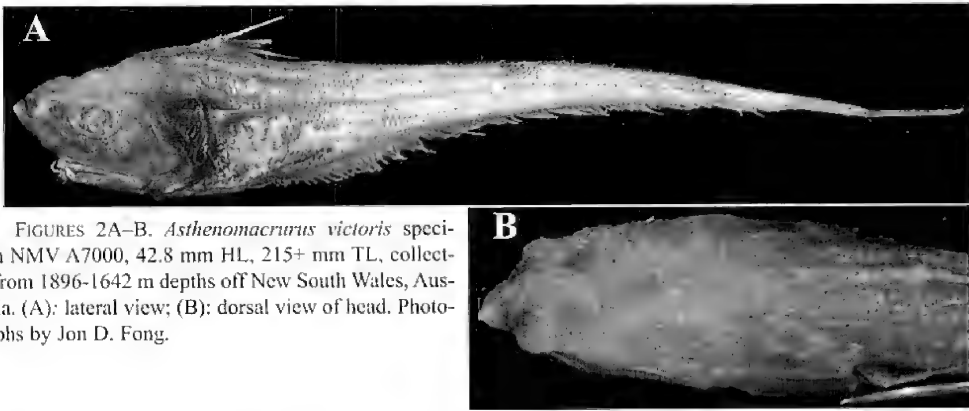 A
FIGURES 2A–B. Asthenomacrurus victoris speci-
n NMV A7000, 42.8 mm HL, 215+ mm TL, collect-
from 1896-1642 m depths off New South Wales, Aus-
a. (A): lateral view; (B): dorsal view of head. Photo-
phs by Jon D. Fong.
B